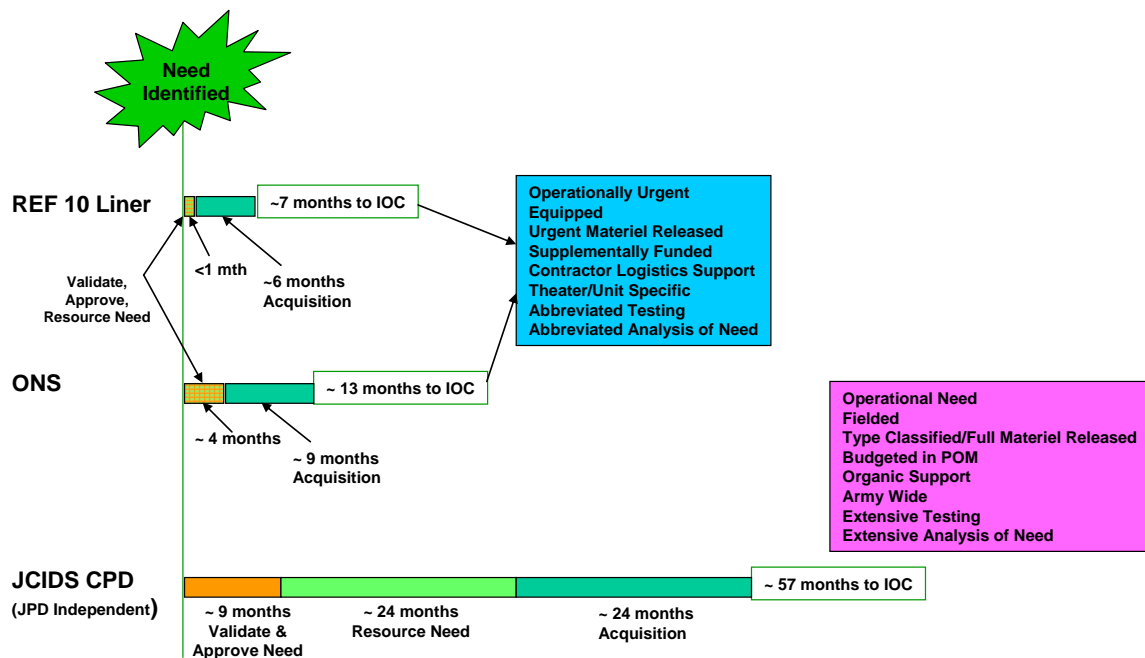 Need
Identified
REF 10 Liner
~7 months to IOC
<1 mth
~6 months
Acquisition
Validate,
Approve,
Resource Need
Operationally Urgent
Equipped
Urgent Materiel Released
Supplementally Funded
Contractor Logistics Support
Theater/Unit Specific
Abbreviated Testing
Abbreviated Analysis of Need
ONS
~ 13 months to IOC
~ 4 months
~ 9 months
Acquisition
Operational Need
Fielded
Type Classified/Full Materiel Released
Budgeted in POM
Organic Support
Army Wide
Extensive Testing
Extensive Analysis of Need
JCIDS CPD
(JPD Independent)
~ 57 months to IOC
~ 9 months
Validate &
Approve Need
~ 24 months
Resource Need
~ 24 months
Acquisition